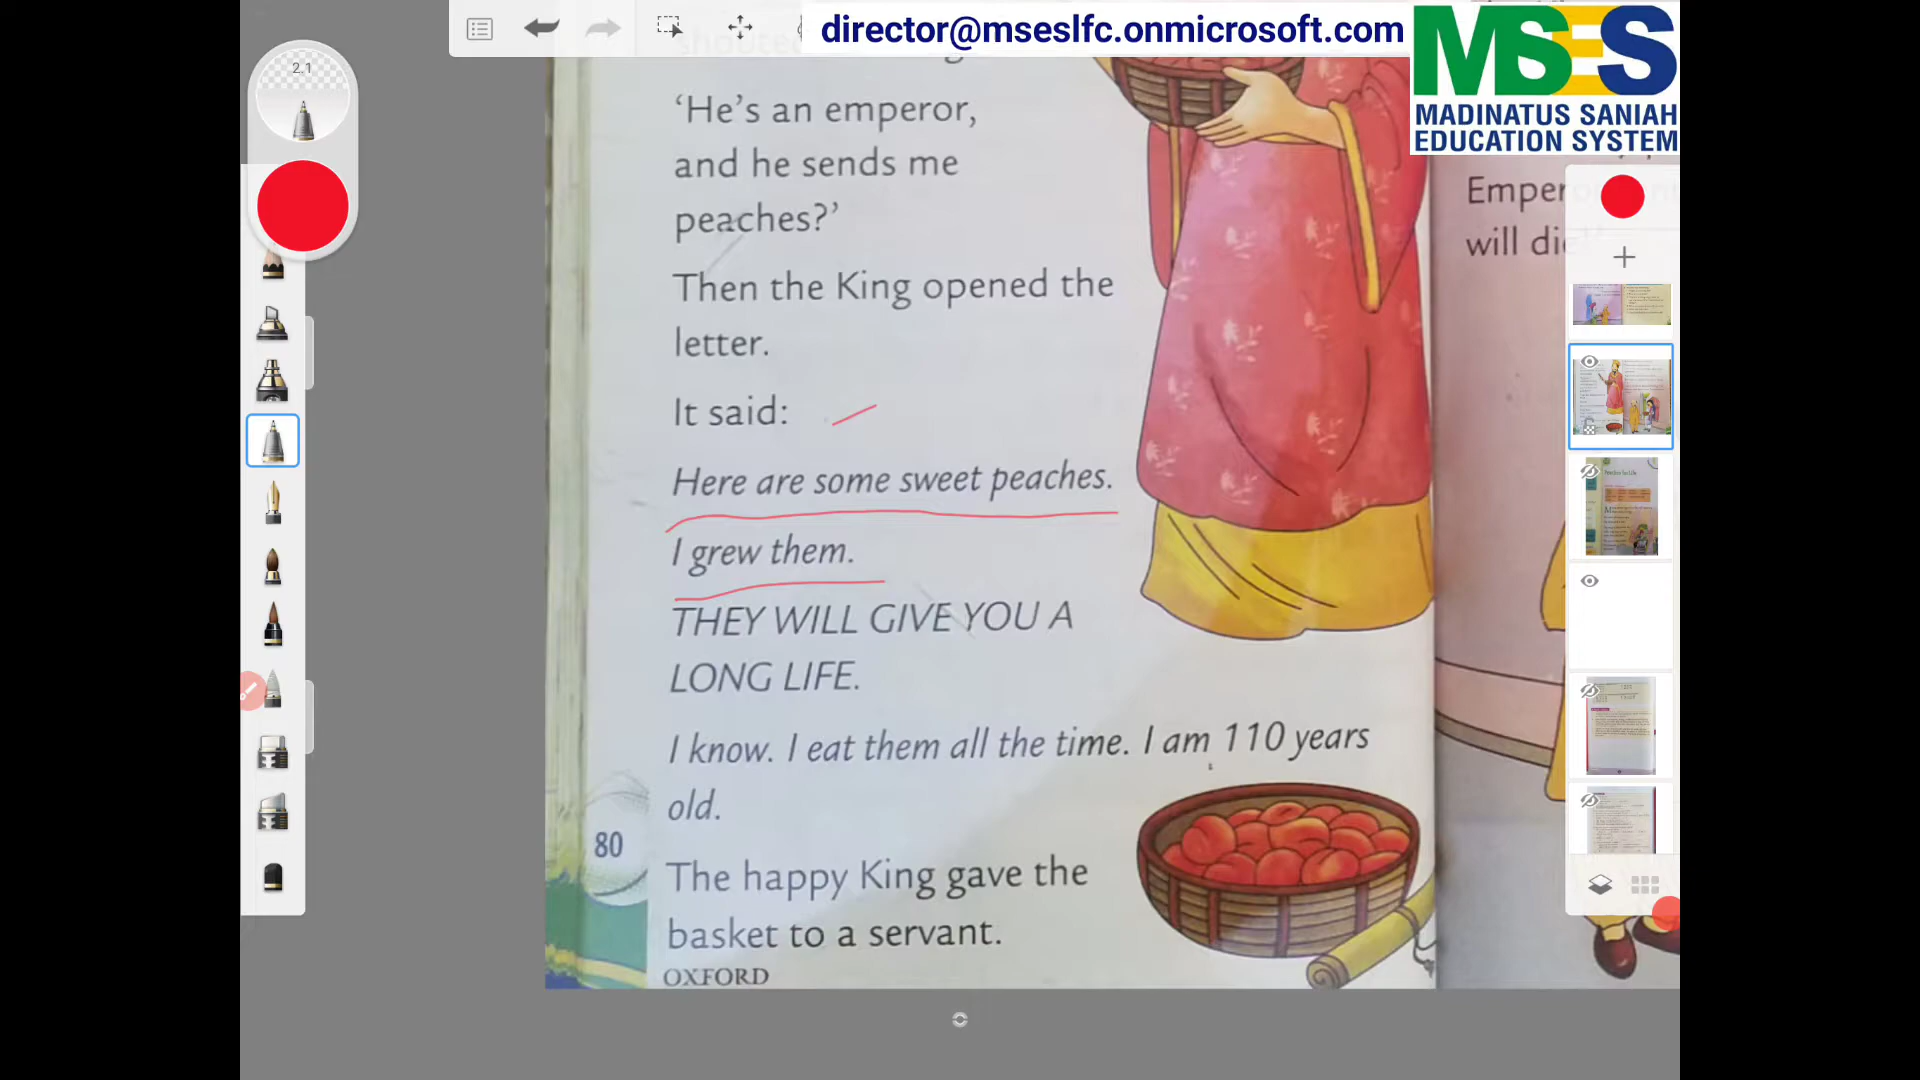 director@mseslfc.onmicrosoft.com
MSES
MADINATUS SANIAH
EDUCATION SYSTEM
2.1
shouted
'He's an emperor,
and he sends me
peaches?'
Then the King opened the
letter.
It said:
Here are some sweet peaches.
I grew them.
THEY WILL GIVE YOU A
LONG LIFE.
I know. I eat them all the time. I am 110 years
old.
80
The happy King gave the
basket to a servant.
OXFORD
will die!'